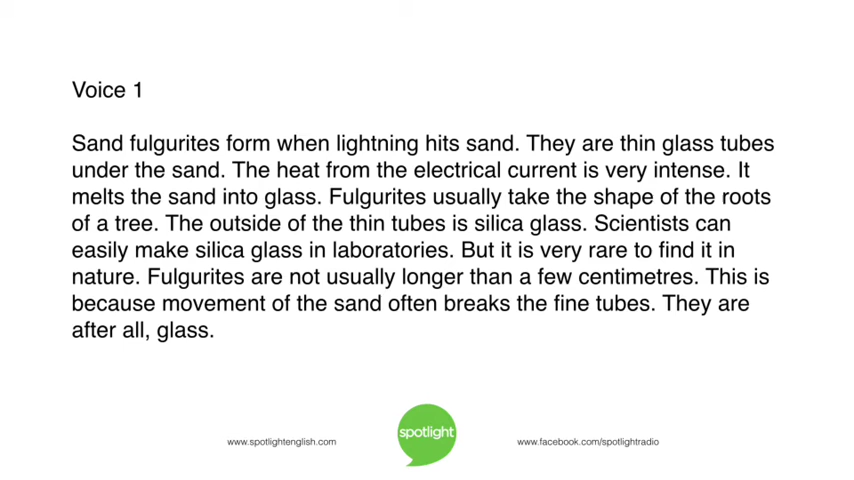 Voice 1
Sand fulgurites form when lightning hits sand. They are thin glass tubes
under the sand. The heat from the electrical current is very intense. It
melts the sand into glass. Fulgurites usually take the shape of the roots
of a tree. The outside of the thin tubes is silica glass. Scientists can
easily make silica glass in laboratories. But it is very rare to find it in
nature. Fulgurites are not usually longer than a few centimetres. This is
because movement of the sand often breaks the fine tubes. They are
after all, glass.
www.spotlightenglish.com
spotlight
www.facebook.com/spotlightradio